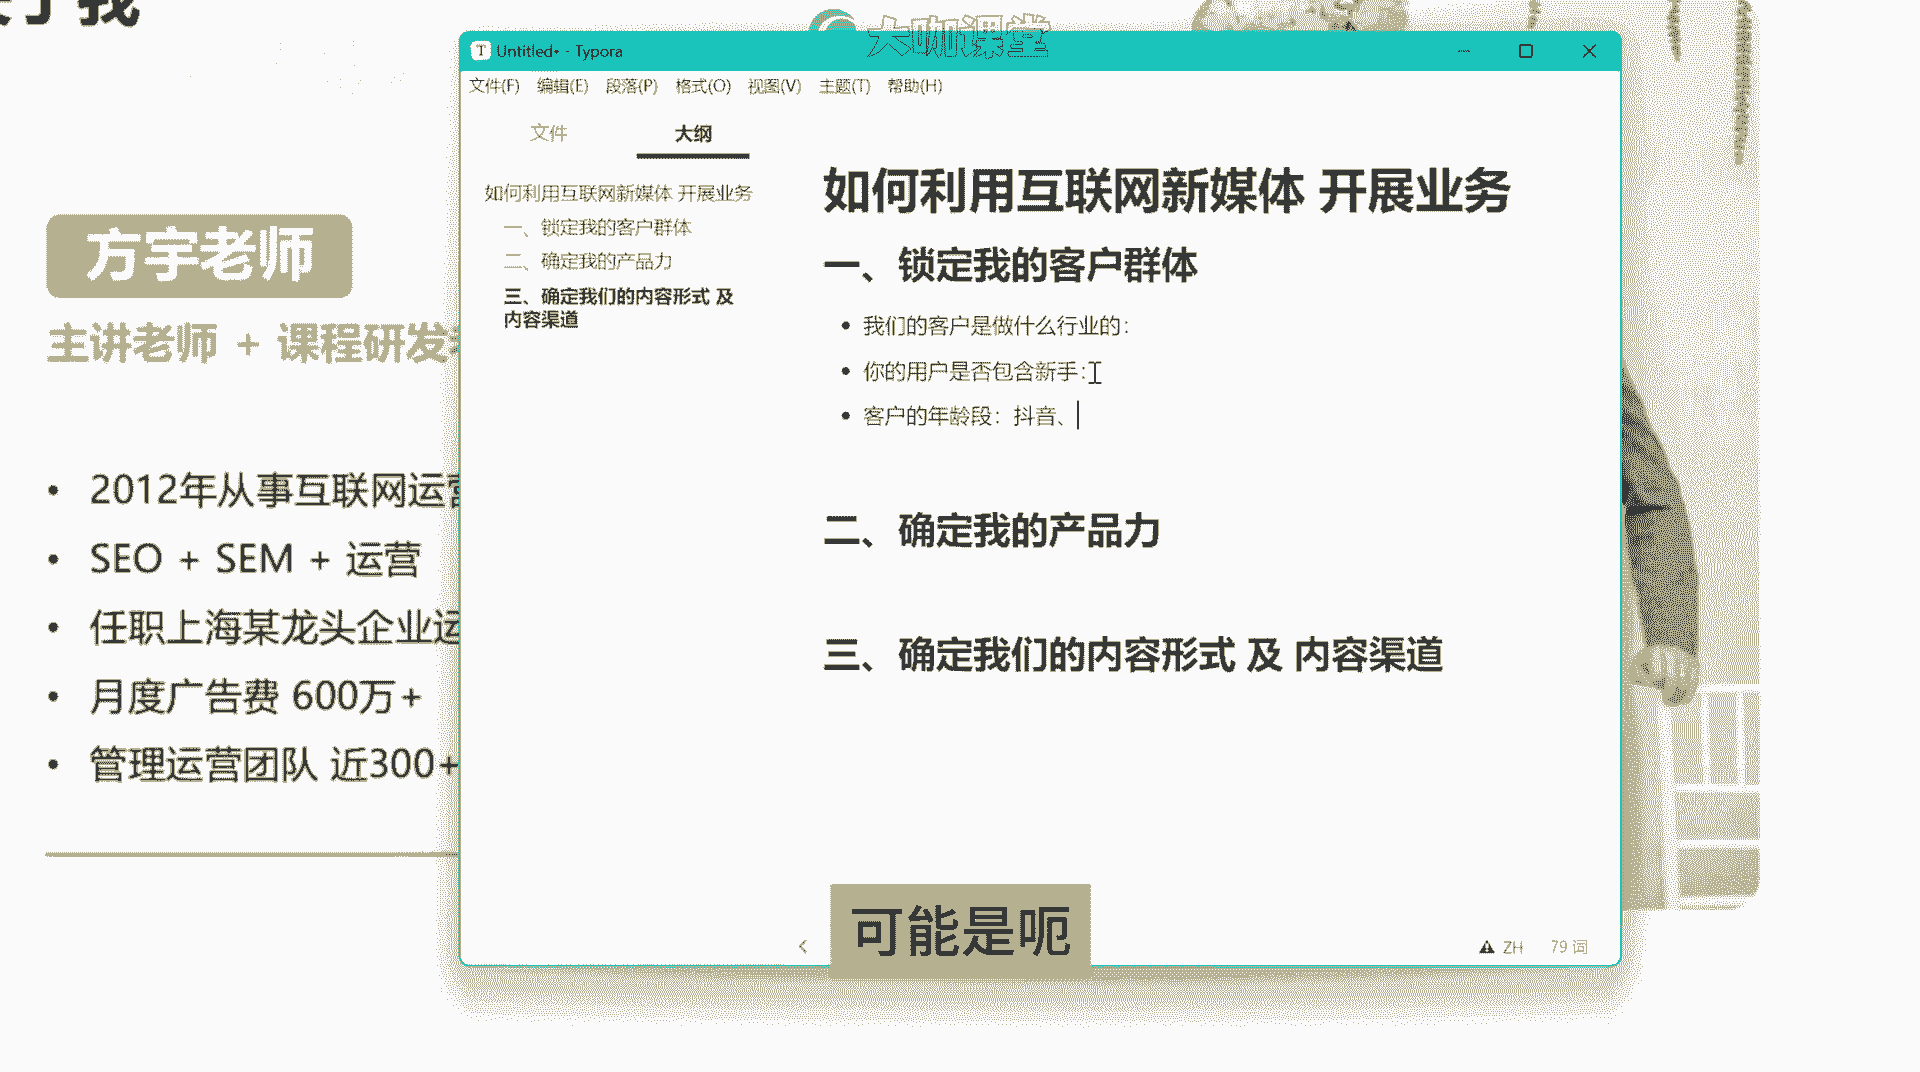 我
大咖课堂
Untitled• - Typora
文件(F) 编辑(E) 段落(P) 格式(O) 视图(V) 主题(T) 帮助(H)
文件 大纲
如何利用互联网新媒体 开展业务
一、锁定我的客户群体
二、确定我的产品力
三、确定我们的内容形式 及
内容渠道
如何利用互联网新媒体 开展业务
一、锁定我的客户群体
• 我们的客户是做什么行业的：
• 你的用户是否包含新手：
• 客户的年龄段：抖音、
二、确定我的产品力
三、确定我们的内容形式 及 内容渠道
方宇老师
主讲老师 + 课程研发
• 2012年从事互联网运营
• SEO + SEM + 运营
• 任职上海某龙头企业运
• 月度广告费 600万+
• 管理运营团队 近300+
可能是呃
ZH 79 词